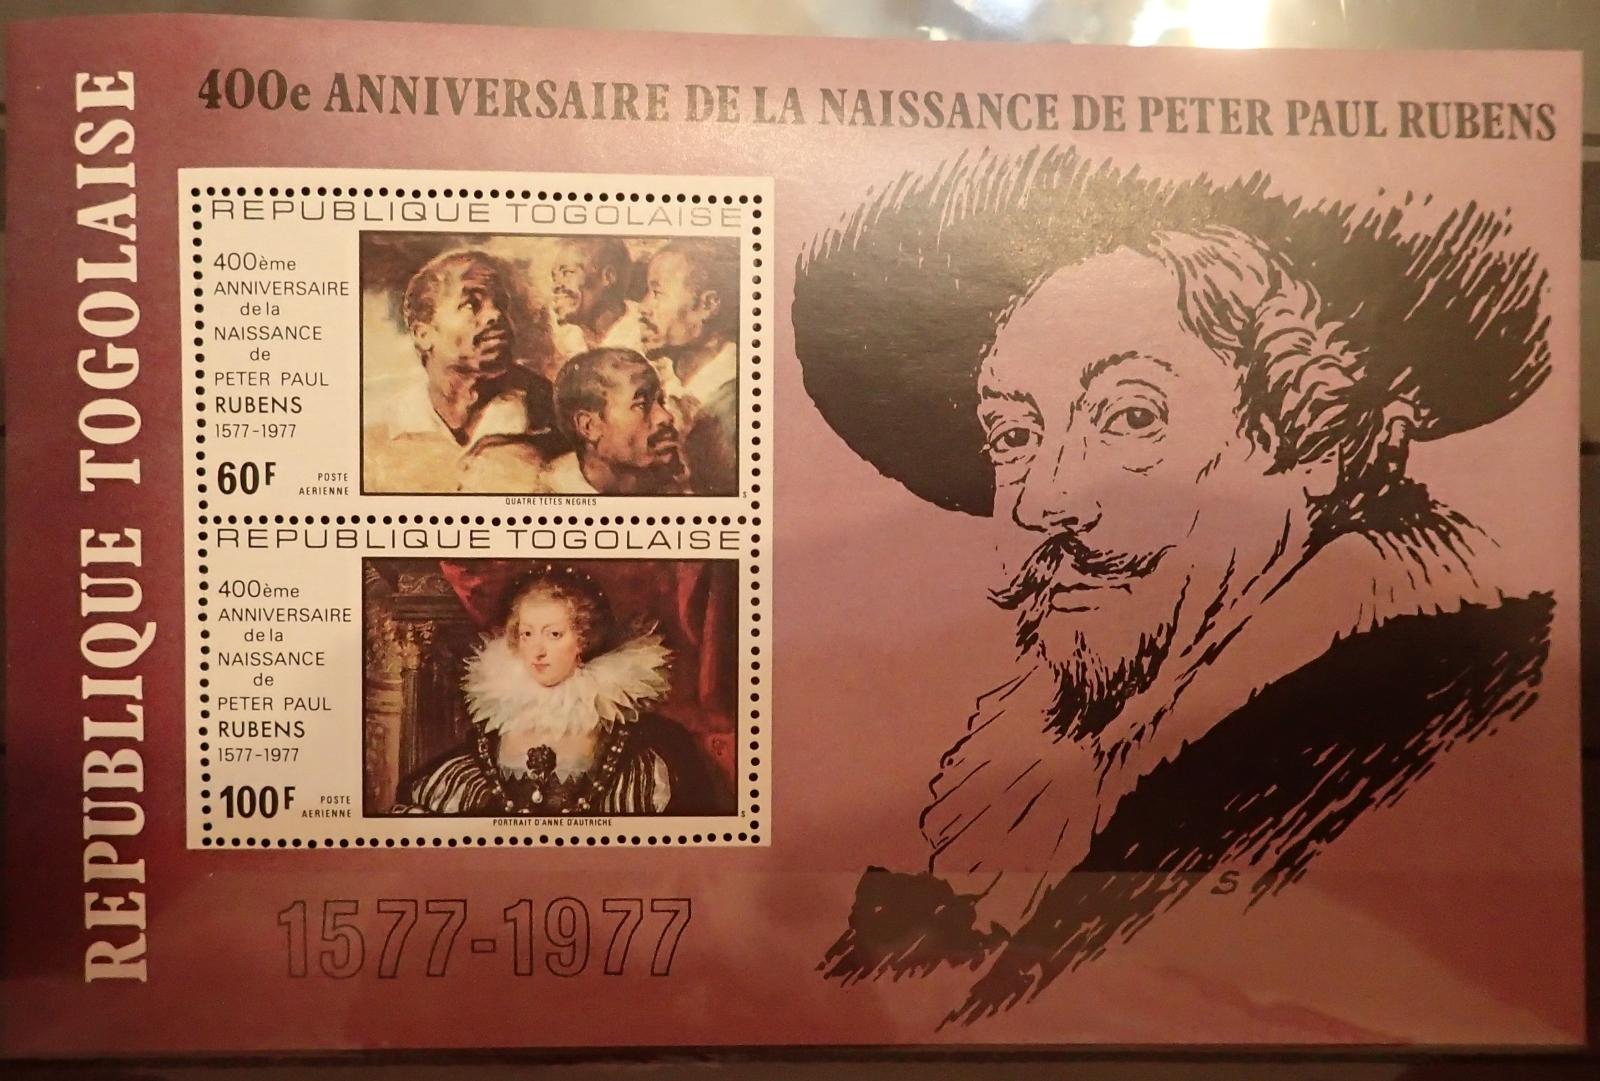 REPUBLIQUE TOGOLAISE
400e ANNIVERSAIRE DE LA NAISSANCE DE PETER PAUL RUBENS
REPUBLIQUE TOGOLAISE
400ème
ANNIVERSAIRE
de la
NAISSANCE
de
PETER PAUL
RUBENS
1577-1977
60F
POSTE
AERIENNE
QUATRE TETES NEGRES
S
REPUBLIQUE TOGOLAISE
400ème
ANNIVERSAIRE
de la
NAISSANCE
de
PETER PAUL
RUBENS
1577-1977
100F
POSTE
AERIENNE
PORTRAIT D'ANNE D'AUTRICHE
S
1577-1977
S